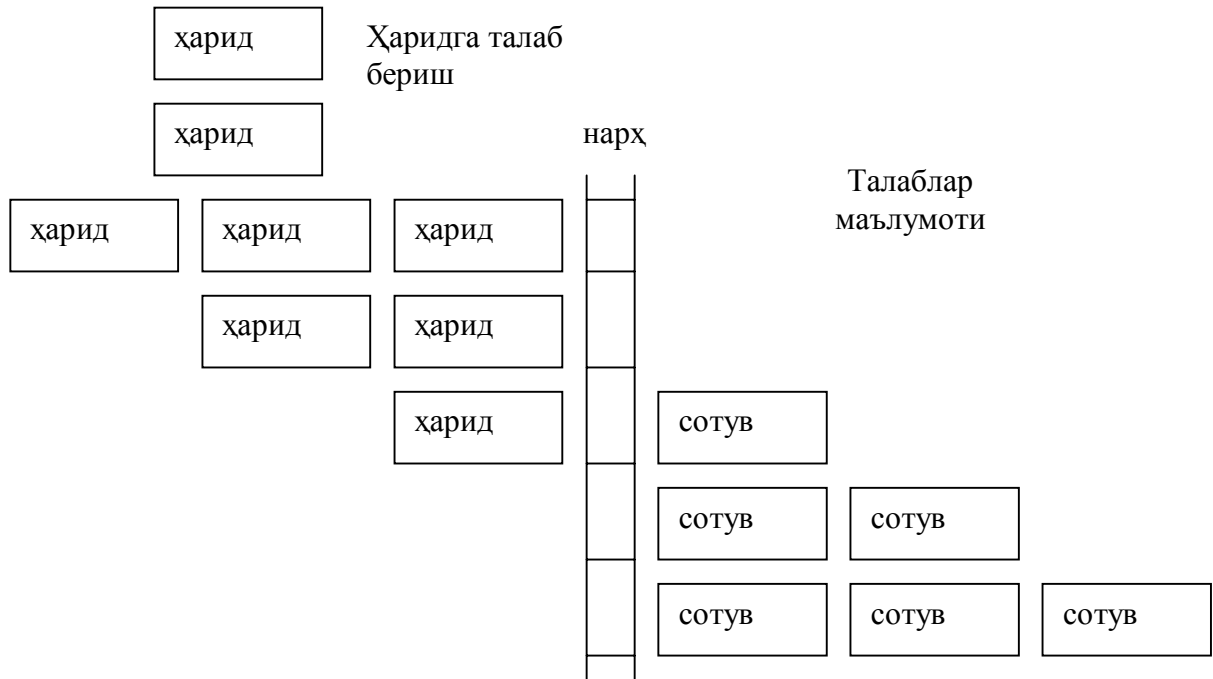 ҳарид
Ҳаридга талаб
бериш
ҳарид
нарҳ
Талаблар
маълумоти
ҳарид
ҳарид
ҳарид
ҳарид
ҳарид
ҳарид
сотув
сотув
сотув
сотув
сотув
сотув